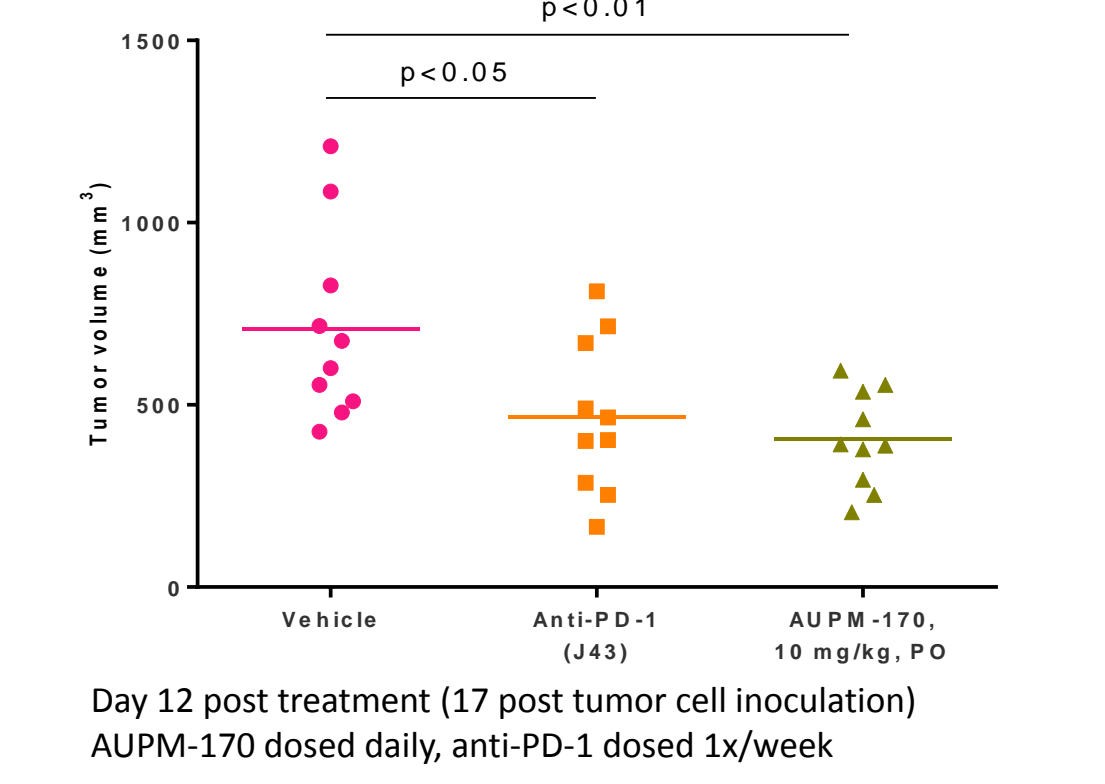 p<0.01
p<0.05
1500
1000
500
0
Tumor volume (mm³)
Vehicle
Anti-PD-1
(J43)
AUPM-170,
10 mg/kg, PO
Day 12 post treatment (17 post tumor cell inoculation)
AUPM-170 dosed daily, anti-PD-1 dosed 1x/week